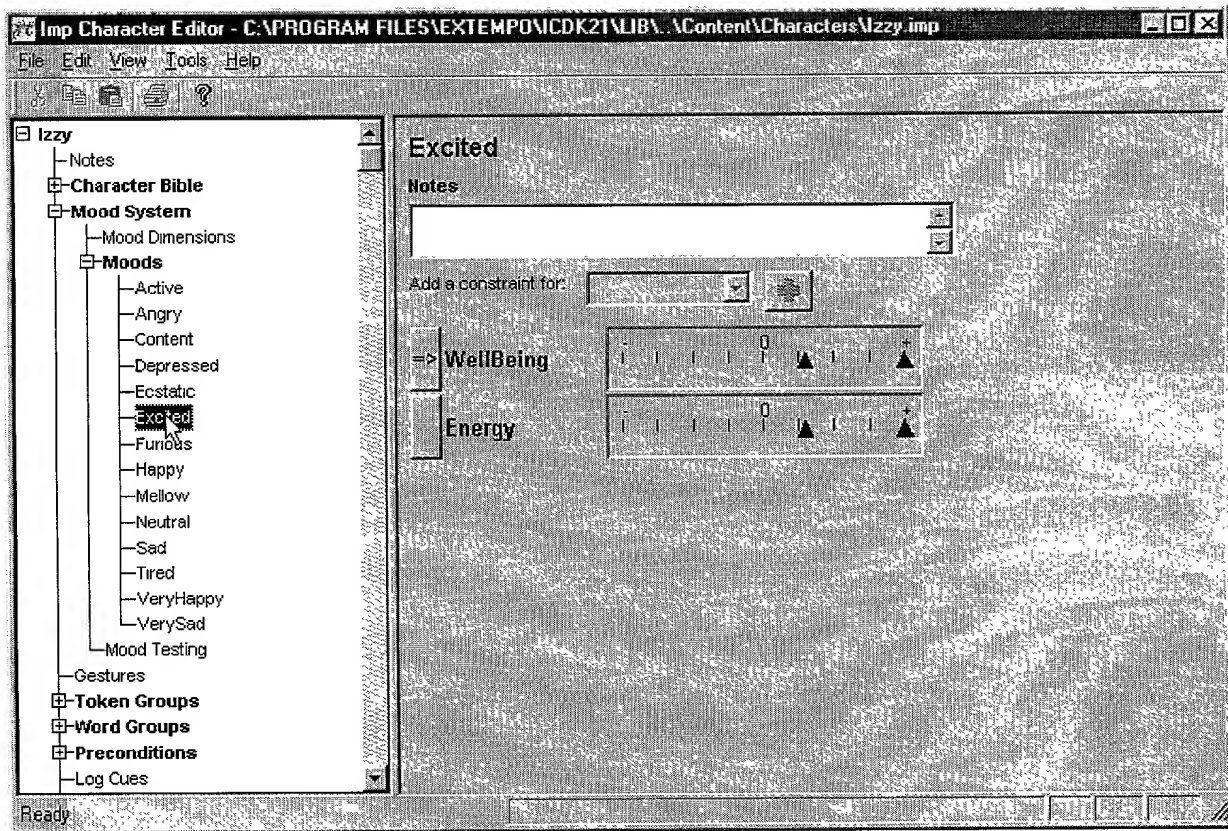 Imp Character Editor - C:\PROGRAM FILES\EXTEMPO\ICDK21\LIB\..\Content\Characters\Izzy.imp
File Edit View Tools Help
Izzy
Notes
Character Bible
Mood System
Mood Dimensions
Moods
Active
Angry
Content
Depressed
Ecstatic
Excited
Furious
Happy
Mellow
Neutral
Sad
Tired
VeryHappy
VerySad
Mood Testing
Gestures
Token Groups
Word Groups
Preconditions
Log Cues
Excited
Notes
Add a constraint for:
=> WellBeing - 0 +
Energy - 0 +
Ready